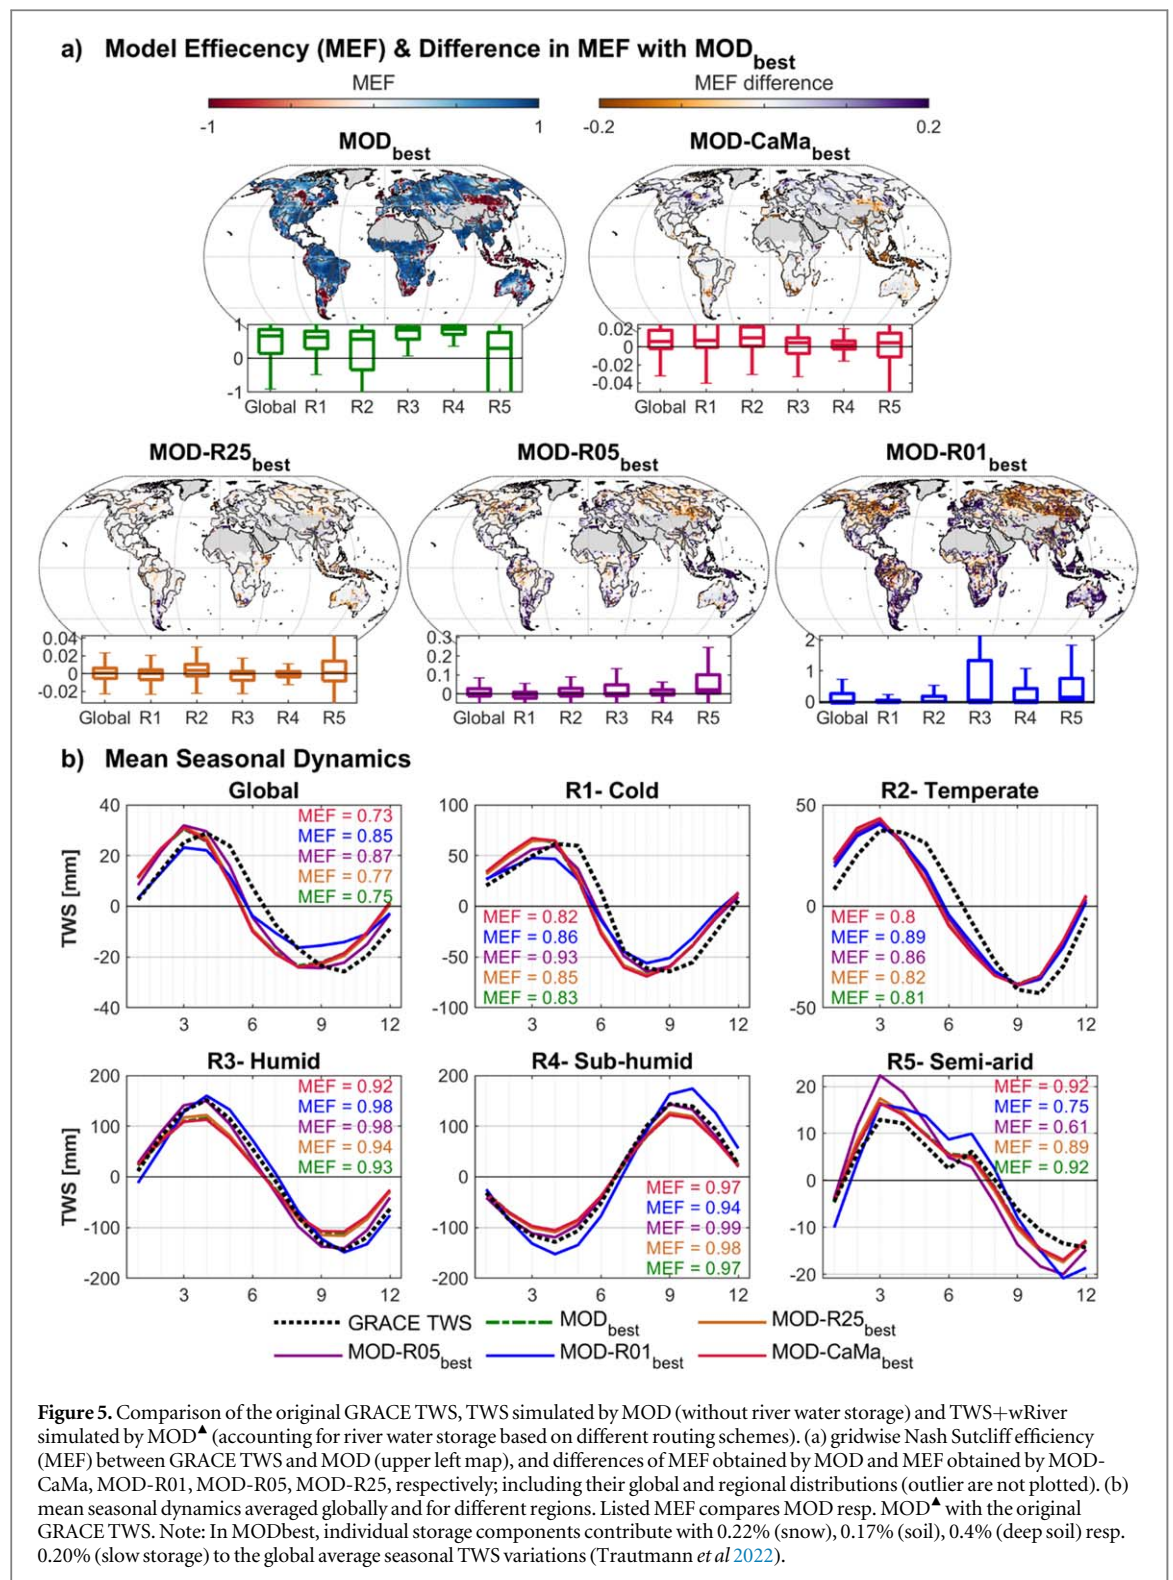 a) Model Effiecency (MEF) & Difference in MEF with MODbest
MEF
MEF difference
-1 1
-0.2 0.2
MODbest
MOD-CaMabest
1
0
-1
Global R1 R2 R3 R4 R5
0.02
0
-0.02
-0.04
Global R1 R2 R3 R4 R5
MOD-R25best
MOD-R05best
MOD-R01best
0.04
0.02
0
-0.02
Global R1 R2 R3 R4 R5
0.3
0.2
0.1
0
Global R1 R2 R3 R4 R5
2
1
0
Global R1 R2 R3 R4 R5
b) Mean Seasonal Dynamics
Global
TWS [mm]
40
20
0
-20
-40
MEF = 0.73
MEF = 0.85
MEF = 0.87
MEF = 0.77
MEF = 0.75
3 6 9 12
R1- Cold
100
50
0
-50
-100
MEF = 0.82
MEF = 0.86
MEF = 0.93
MEF = 0.85
MEF = 0.83
3 6 9 12
R2- Temperate
50
0
-50
MEF = 0.8
MEF = 0.89
MEF = 0.86
MEF = 0.82
MEF = 0.81
3 6 9 12
R3- Humid
TWS [mm]
200
100
0
-100
-200
MEF = 0.92
MEF = 0.98
MEF = 0.98
MEF = 0.94
MEF = 0.93
3 6 9 12
R4- Sub-humid
200
100
0
-100
-200
MEF = 0.97
MEF = 0.94
MEF = 0.99
MEF = 0.98
MEF = 0.97
3 6 9 12
R5- Semi-arid
20
10
0
-10
-20
MEF = 0.92
MEF = 0.75
MEF = 0.61
MEF = 0.89
MEF = 0.92
3 6 9 12
GRACE TWS MODbest MOD-R25best
MOD-R05best MOD-R01best MOD-CaMabest
Figure 5. Comparison of the original GRACE TWS, TWS simulated by MOD (without river water storage) and TWS+wRiver
simulated by MOD▲ (accounting for river water storage based on different routing schemes). (a) gridwise Nash Sutcliff efficiency
(MEF) between GRACE TWS and MOD (upper left map), and differences of MEF obtained by MOD and MEF obtained by MOD-
CaMa, MOD-R01, MOD-R05, MOD-R25, respectively; including their global and regional distributions (outlier are not plotted). (b)
mean seasonal dynamics averaged globally and for different regions. Listed MEF compares MOD resp. MOD▲ with the original
GRACE TWS. Note: In MODbest, individual storage components contribute with 0.22% (snow), 0.17% (soil), 0.4% (deep soil) resp.
0.20% (slow storage) to the global average seasonal TWS variations (Trautmann et al 2022).